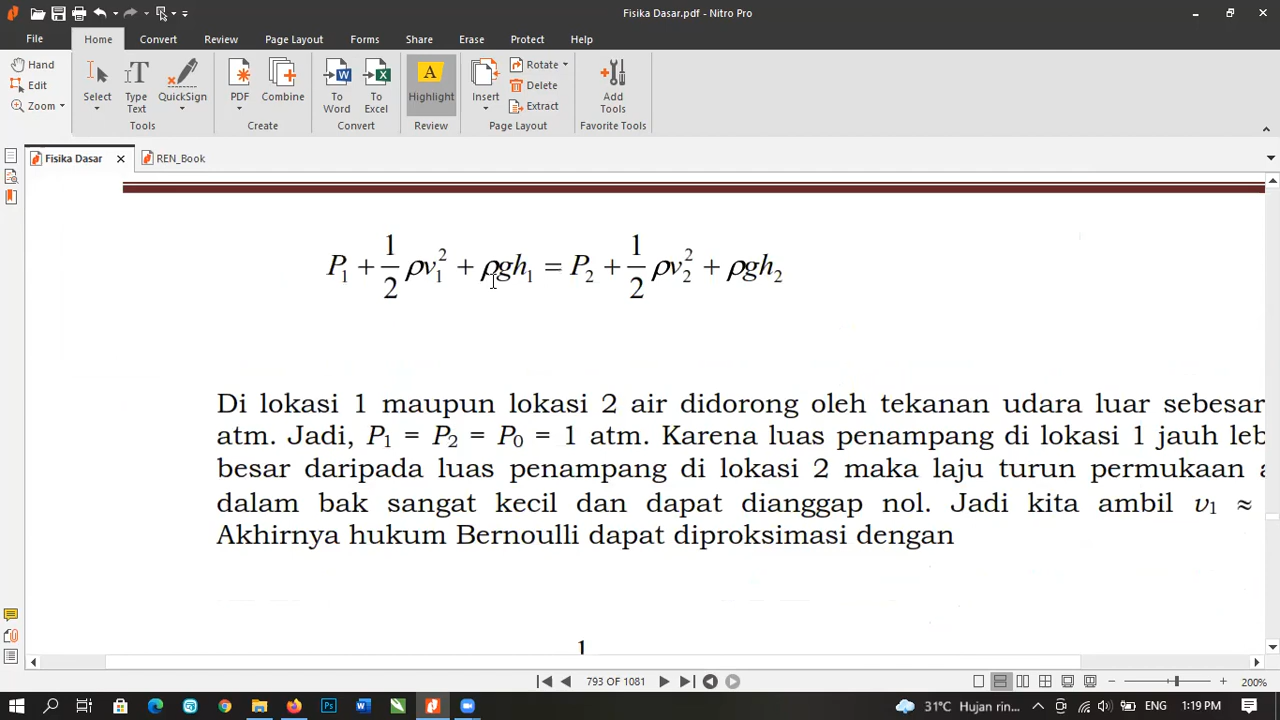 Fisika Dasar.pdf - Nitro Pro
File Home Convert Review Page Layout Forms Share Erase Protect Help
Hand
Edit
Zoom
Select
Type Text
QuickSign
Tools
PDF
Combine
Create
To Word
To Excel
Convert
Highlight
Review
Insert
Rotate
Delete
Extract
Page Layout
Add Tools
Favorite Tools
Fisika Dasar REN_Book
P₁ + 1/2 ρv₁² + ρgh₁ = P₂ + 1/2 ρv₂² + ρgh₂
Di lokasi 1 maupun lokasi 2 air didorong oleh tekanan udara luar sebesar
atm. Jadi, P₁ = P₂ = P₀ = 1 atm. Karena luas penampang di lokasi 1 jauh leb
besar daripada luas penampang di lokasi 2 maka laju turun permukaan a
dalam bak sangat kecil dan dapat dianggap nol. Jadi kita ambil v₁ ≈
Akhirnya hukum Bernoulli dapat diproksimasi dengan
1
793 OF 1081
200%
31°C Hujan rin... ENG 1:19 PM